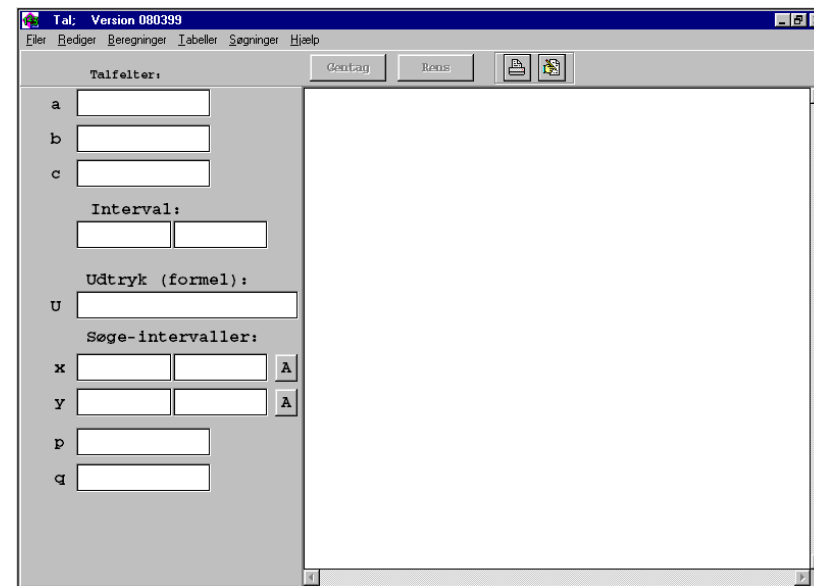 Tal; Version 080399
Filer Rediger Beregninger Tabeller Søgninger Hjælp
Talfelter:
Gentag Rens
a
b
c
Interval:
Udtryk (formel):
U
Søge-intervaller:
x A
y A
p
q